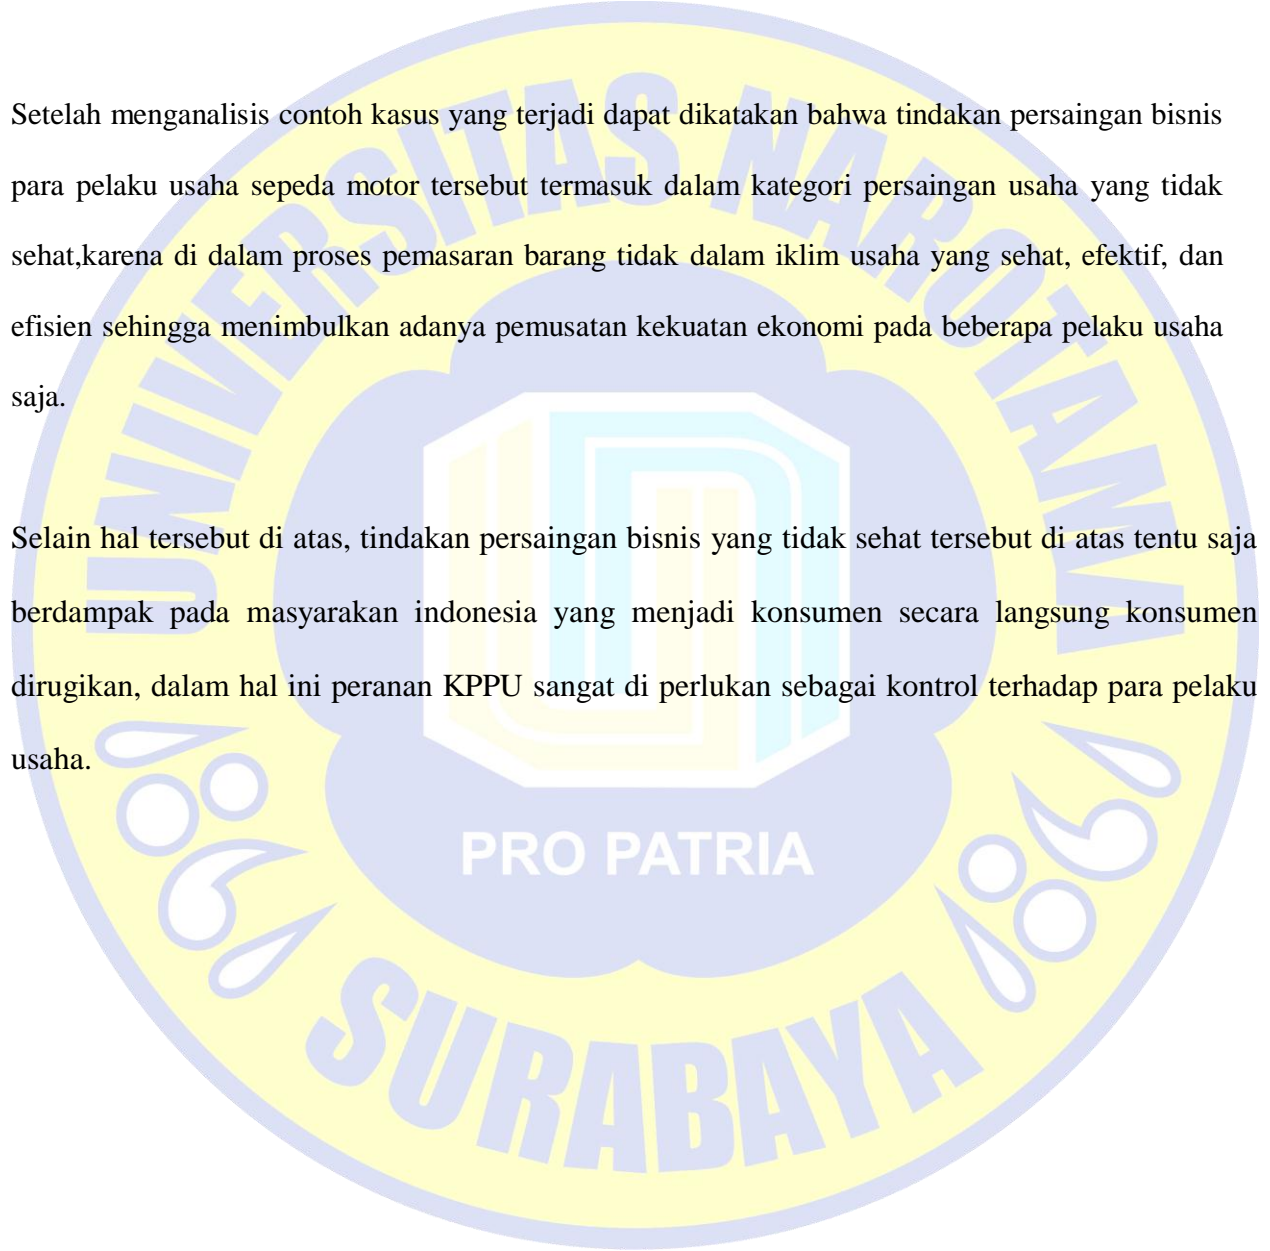 Setelah menganalisis contoh kasus yang terjadi dapat dikatakan bahwa tindakan persaingan bisnis
para pelaku usaha sepeda motor tersebut termasuk dalam kategori persaingan usaha yang tidak
sehat,karena di dalam proses pemasaran barang tidak dalam iklim usaha yang sehat, efektif, dan
efisien sehingga menimbulkan adanya pemusatan kekuatan ekonomi pada beberapa pelaku usaha
saja.
Selain hal tersebut di atas, tindakan persaingan bisnis yang tidak sehat tersebut di atas tentu saja
berdampak pada masyarakan indonesia yang menjadi konsumen secara langsung konsumen
dirugikan, dalam hal ini peranan KPPU sangat di perlukan sebagai kontrol terhadap para pelaku
usaha.
UNIVERSITAS NAROTAMA
PRO PATRIA
SURABAYA